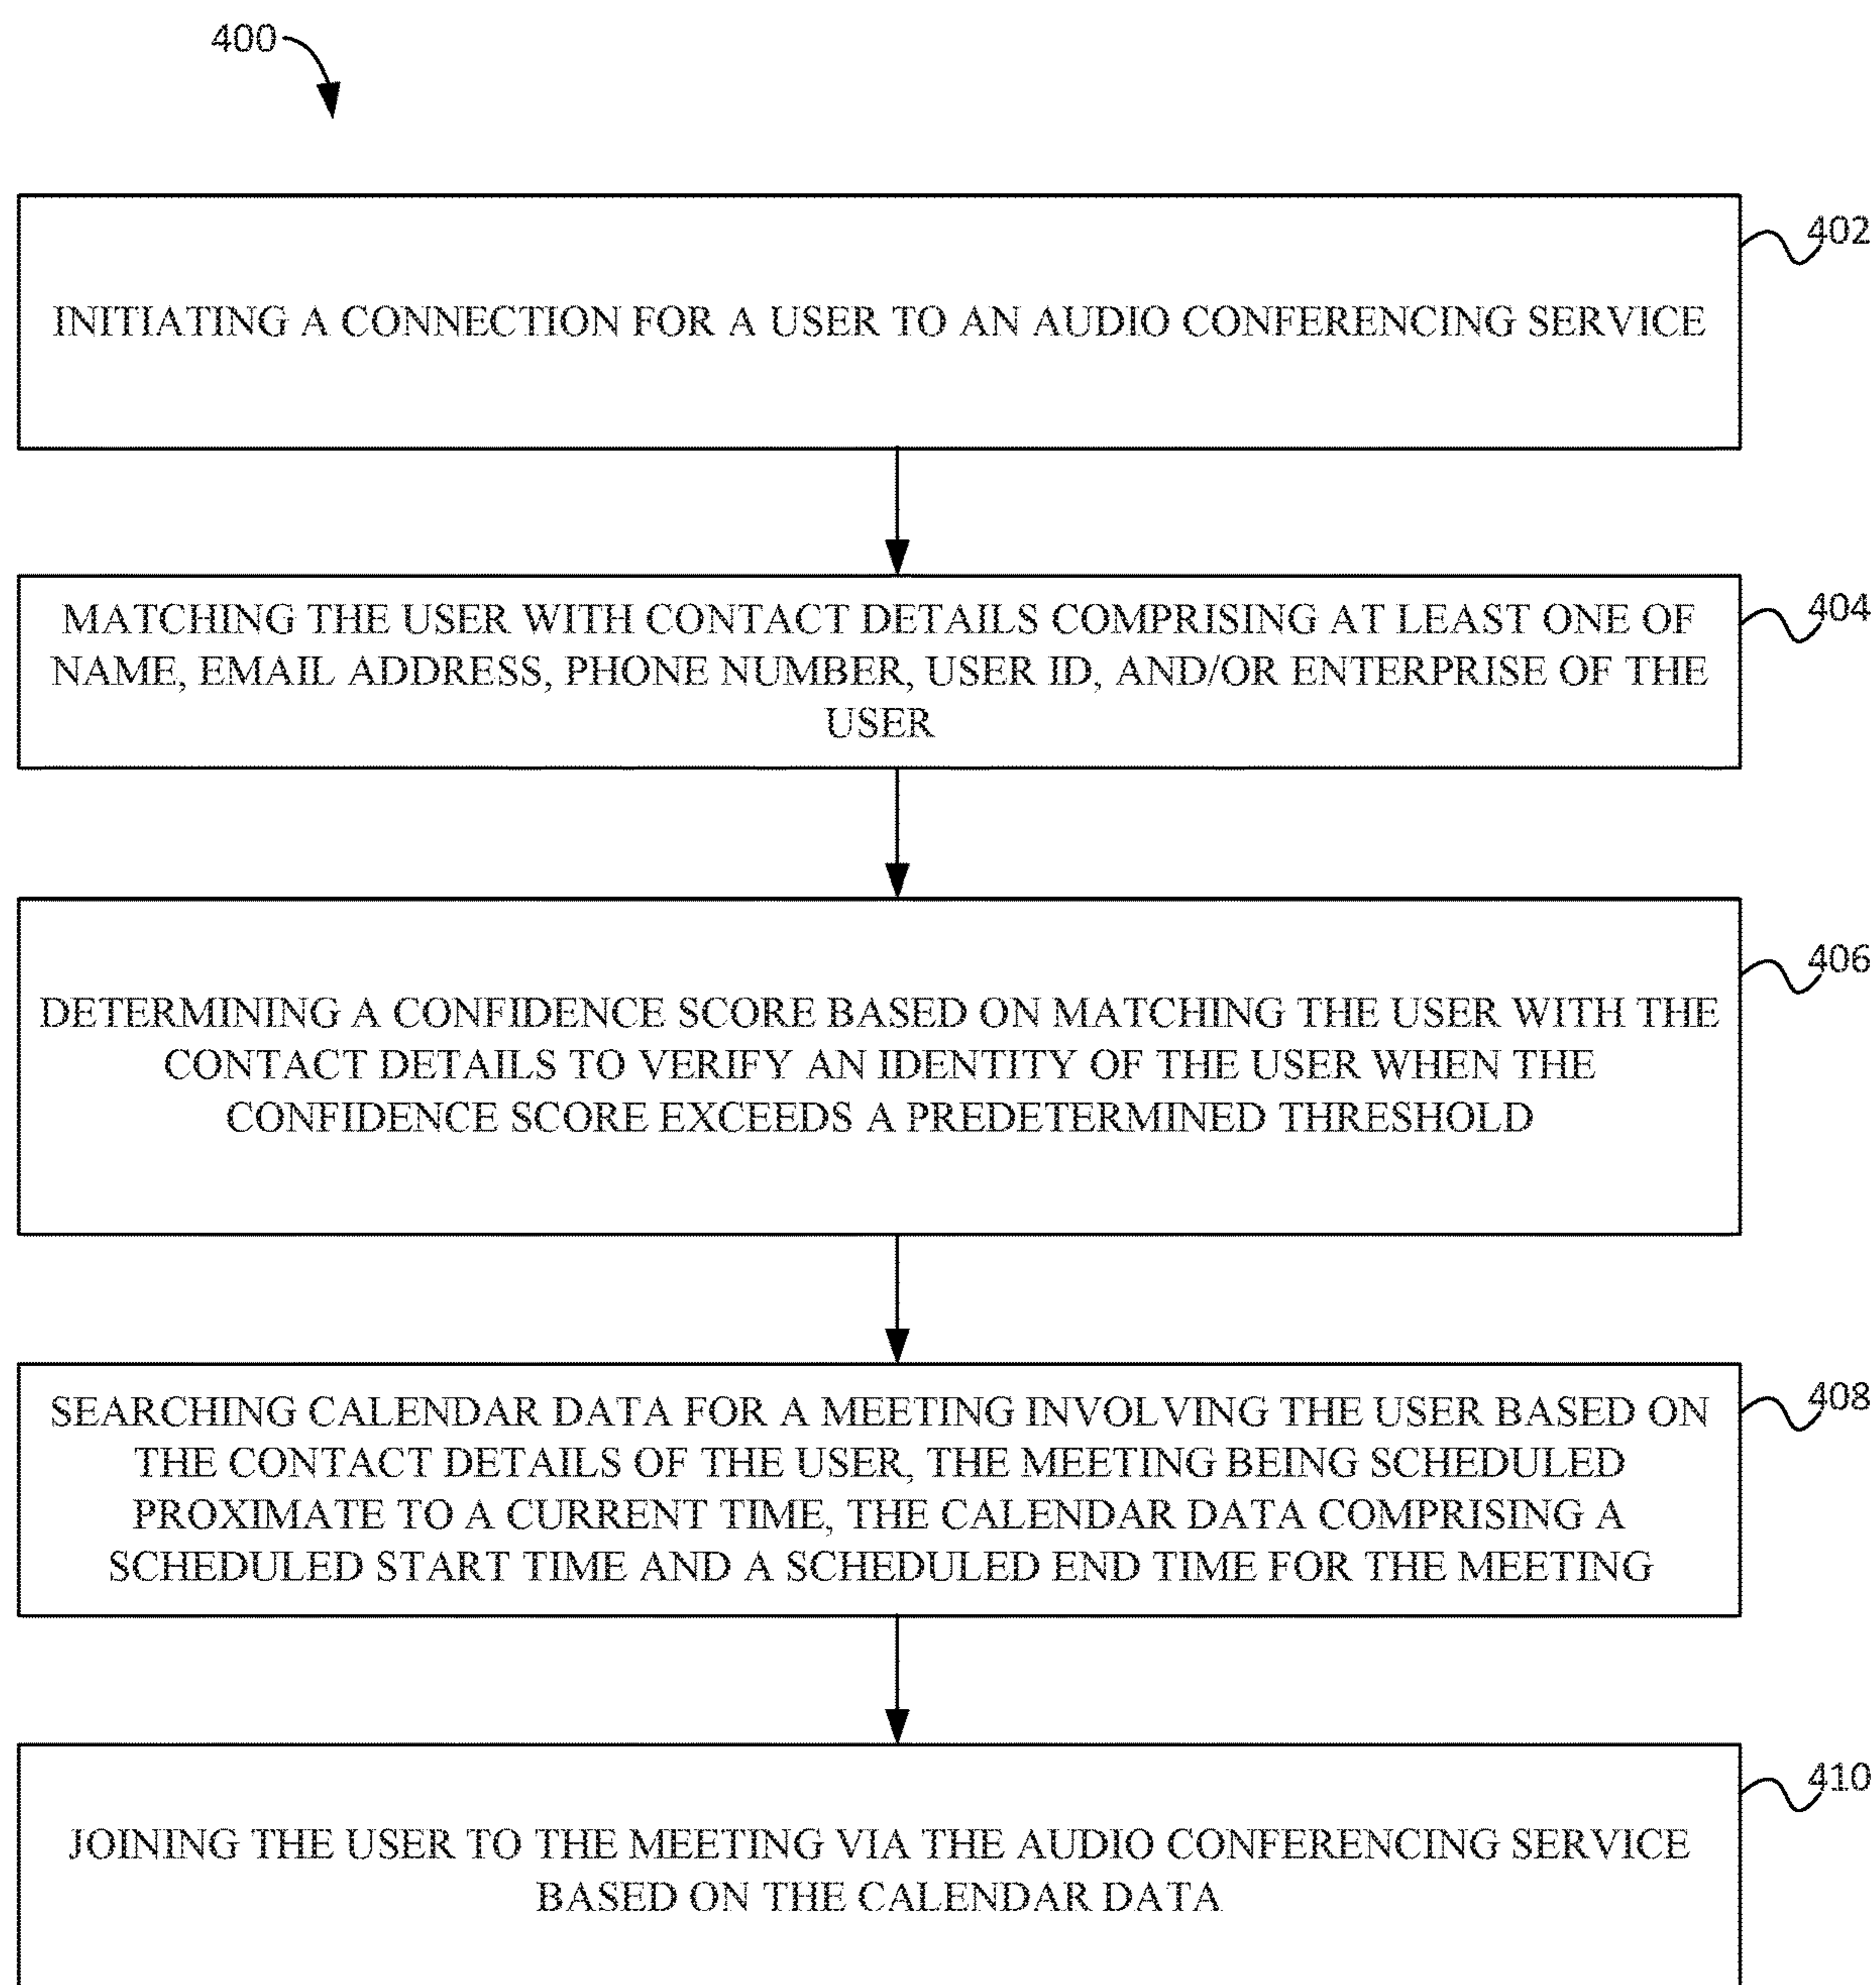 400
402
INITIATING A CONNECTION FOR A USER TO AN AUDIO CONFERENCING SERVICE
404
MATCHING THE USER WITH CONTACT DETAILS COMPRISING AT LEAST ONE OF
NAME, EMAIL ADDRESS, PHONE NUMBER, USER ID, AND/OR ENTERPRISE OF THE
USER
406
DETERMINING A CONFIDENCE SCORE BASED ON MATCHING THE USER WITH THE
CONTACT DETAILS TO VERIFY AN IDENTITY OF THE USER WHEN THE
CONFIDENCE SCORE EXCEEDS A PREDETERMINED THRESHOLD
408
SEARCHING CALENDAR DATA FOR A MEETING INVOLVING THE USER BASED ON
THE CONTACT DETAILS OF THE USER, THE MEETING BEING SCHEDULED
PROXIMATE TO A CURRENT TIME, THE CALENDAR DATA COMPRISING A
SCHEDULED START TIME AND A SCHEDULED END TIME FOR THE MEETING
410
JOINING THE USER TO THE MEETING VIA THE AUDIO CONFERENCING SERVICE
BASED ON THE CALENDAR DATA